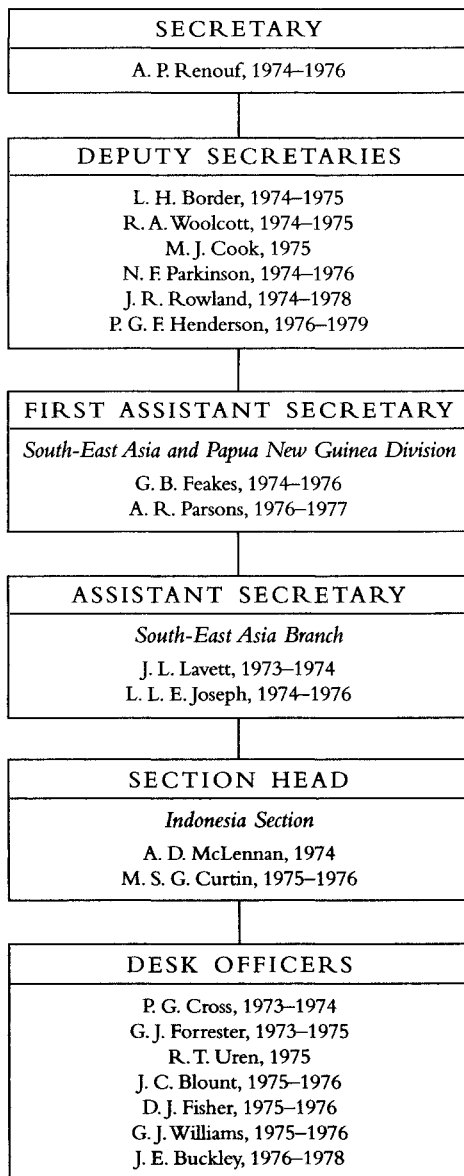 SECRETARY
A. P. Renouf, 1974–1976
DEPUTY SECRETARIES
L. H. Border, 1974–1975
R. A. Woolcott, 1974–1975
M. J. Cook, 1975
N. F. Parkinson, 1974–1976
J. R. Rowland, 1974–1978
P. G. F. Henderson, 1976–1979
FIRST ASSISTANT SECRETARY
South-East Asia and Papua New Guinea Division
G. B. Feakes, 1974–1976
A. R. Parsons, 1976–1977
ASSISTANT SECRETARY
South-East Asia Branch
J. L. Lavett, 1973–1974
L. L. E. Joseph, 1974–1976
SECTION HEAD
Indonesia Section
A. D. McLennan, 1974
M. S. G. Curtin, 1975–1976
DESK OFFICERS
P. G. Cross, 1973–1974
G. J. Forrester, 1973–1975
R. T. Uren, 1975
J. C. Blount, 1975–1976
D. J. Fisher, 1975–1976
G. J. Williams, 1975–1976
J. E. Buckley, 1976–1978